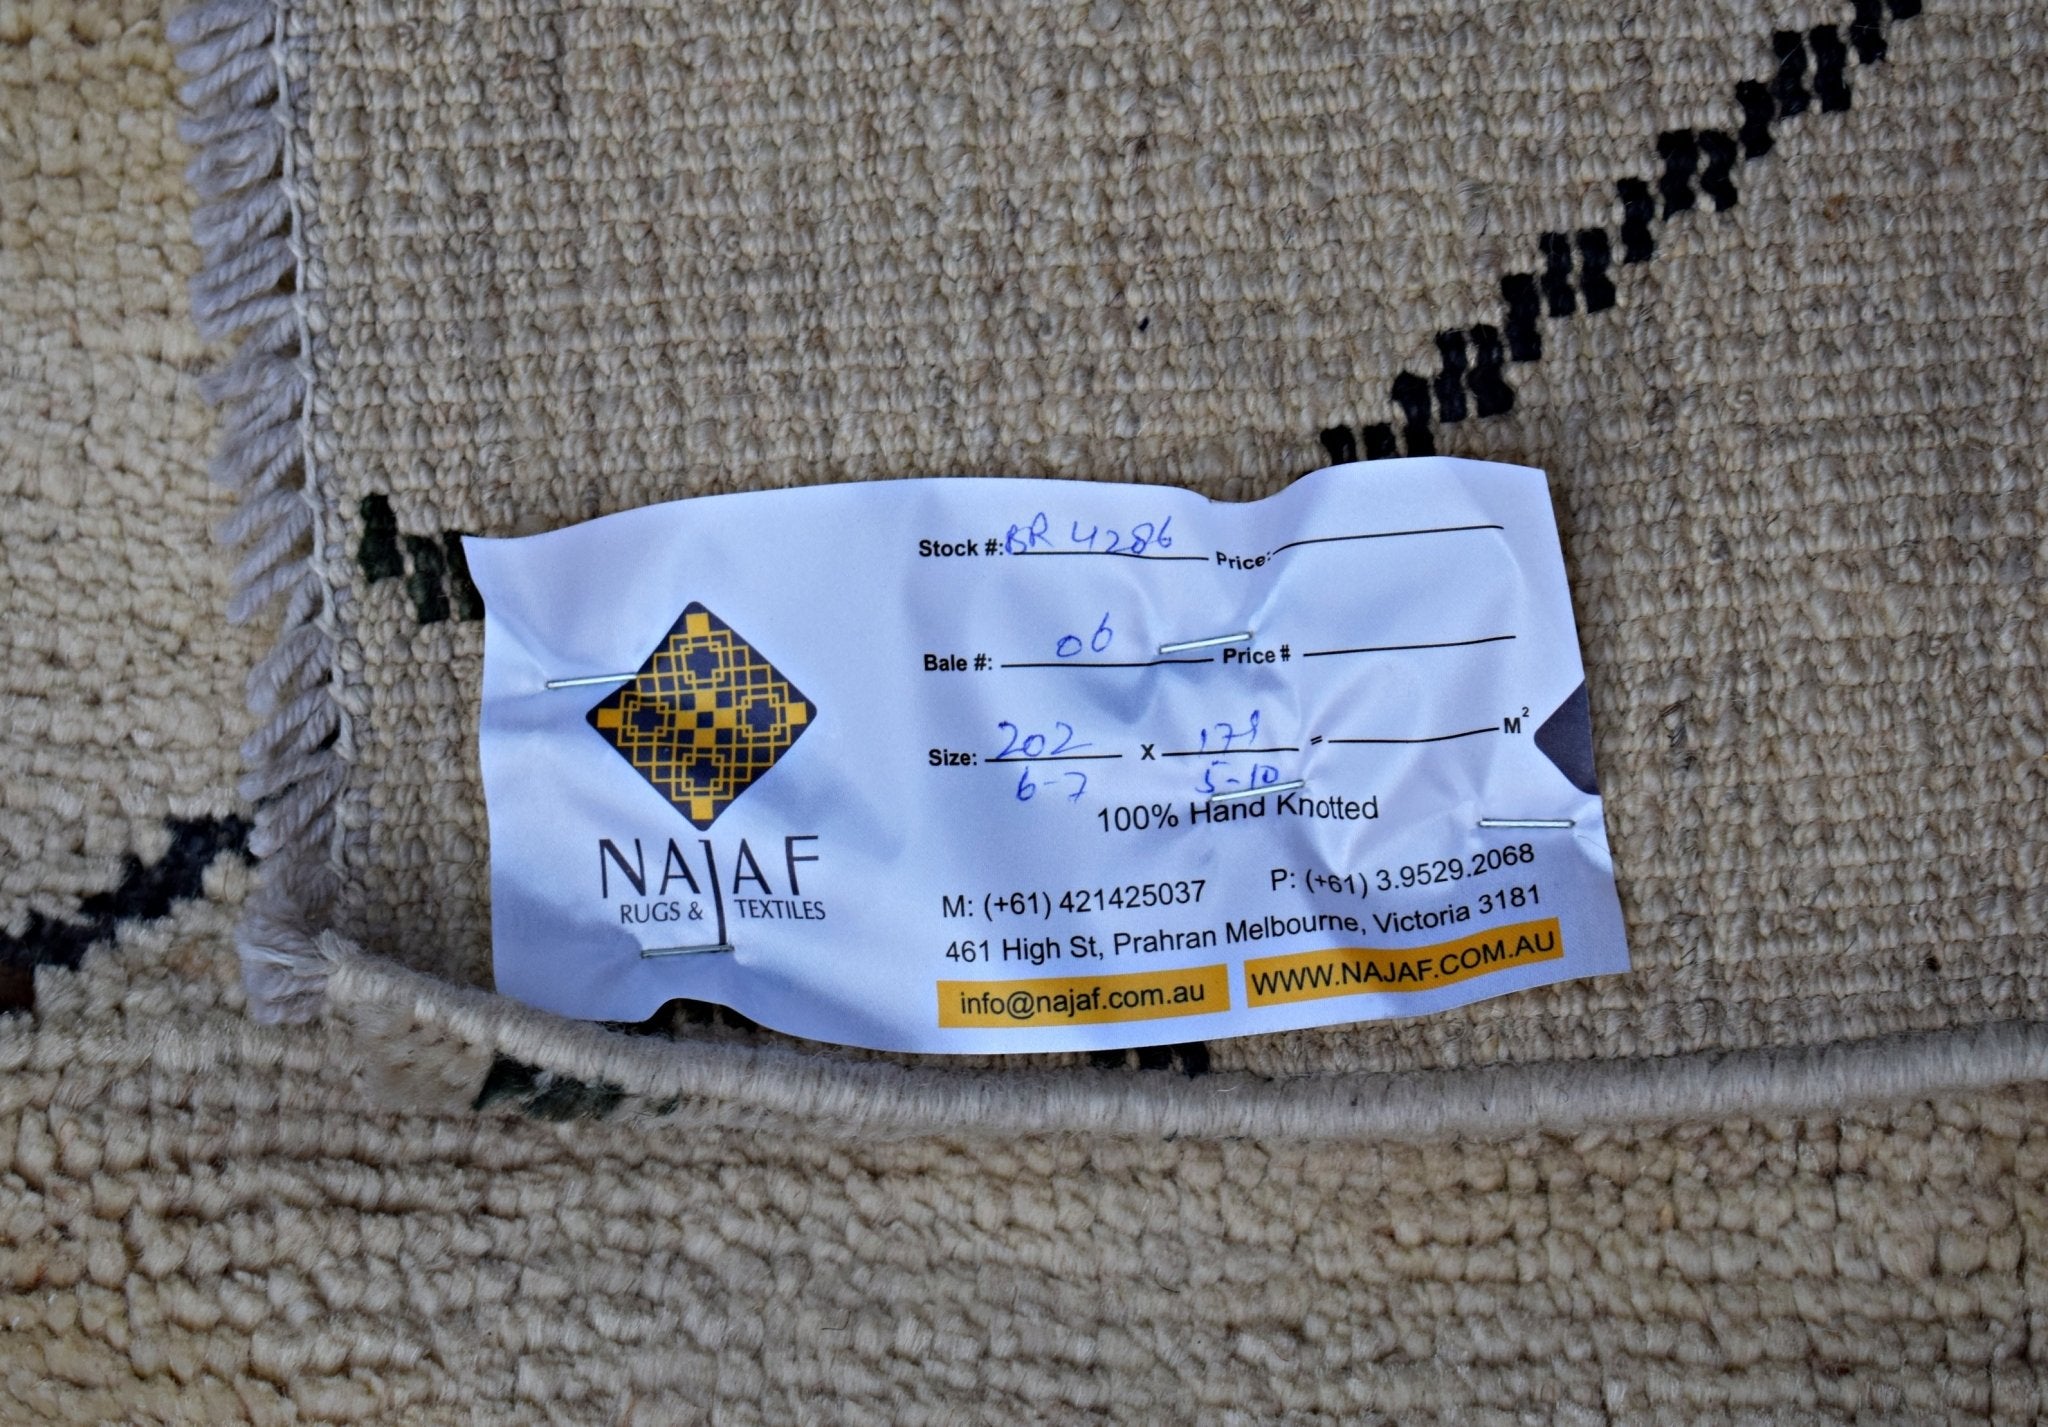 NAJAF
RUGS & TEXTILES
Stock #: BR 4286 Price:
Bale #: 06 Price #
Size: 202 x 179 = M²
6-7 5-10
100% Hand Knotted
M: (+61) 421425037 P: (+61) 3.9529.2068
461 High St, Prahran Melbourne, Victoria 3181
info@najaf.com.au WWW.NAJAF.COM.AU